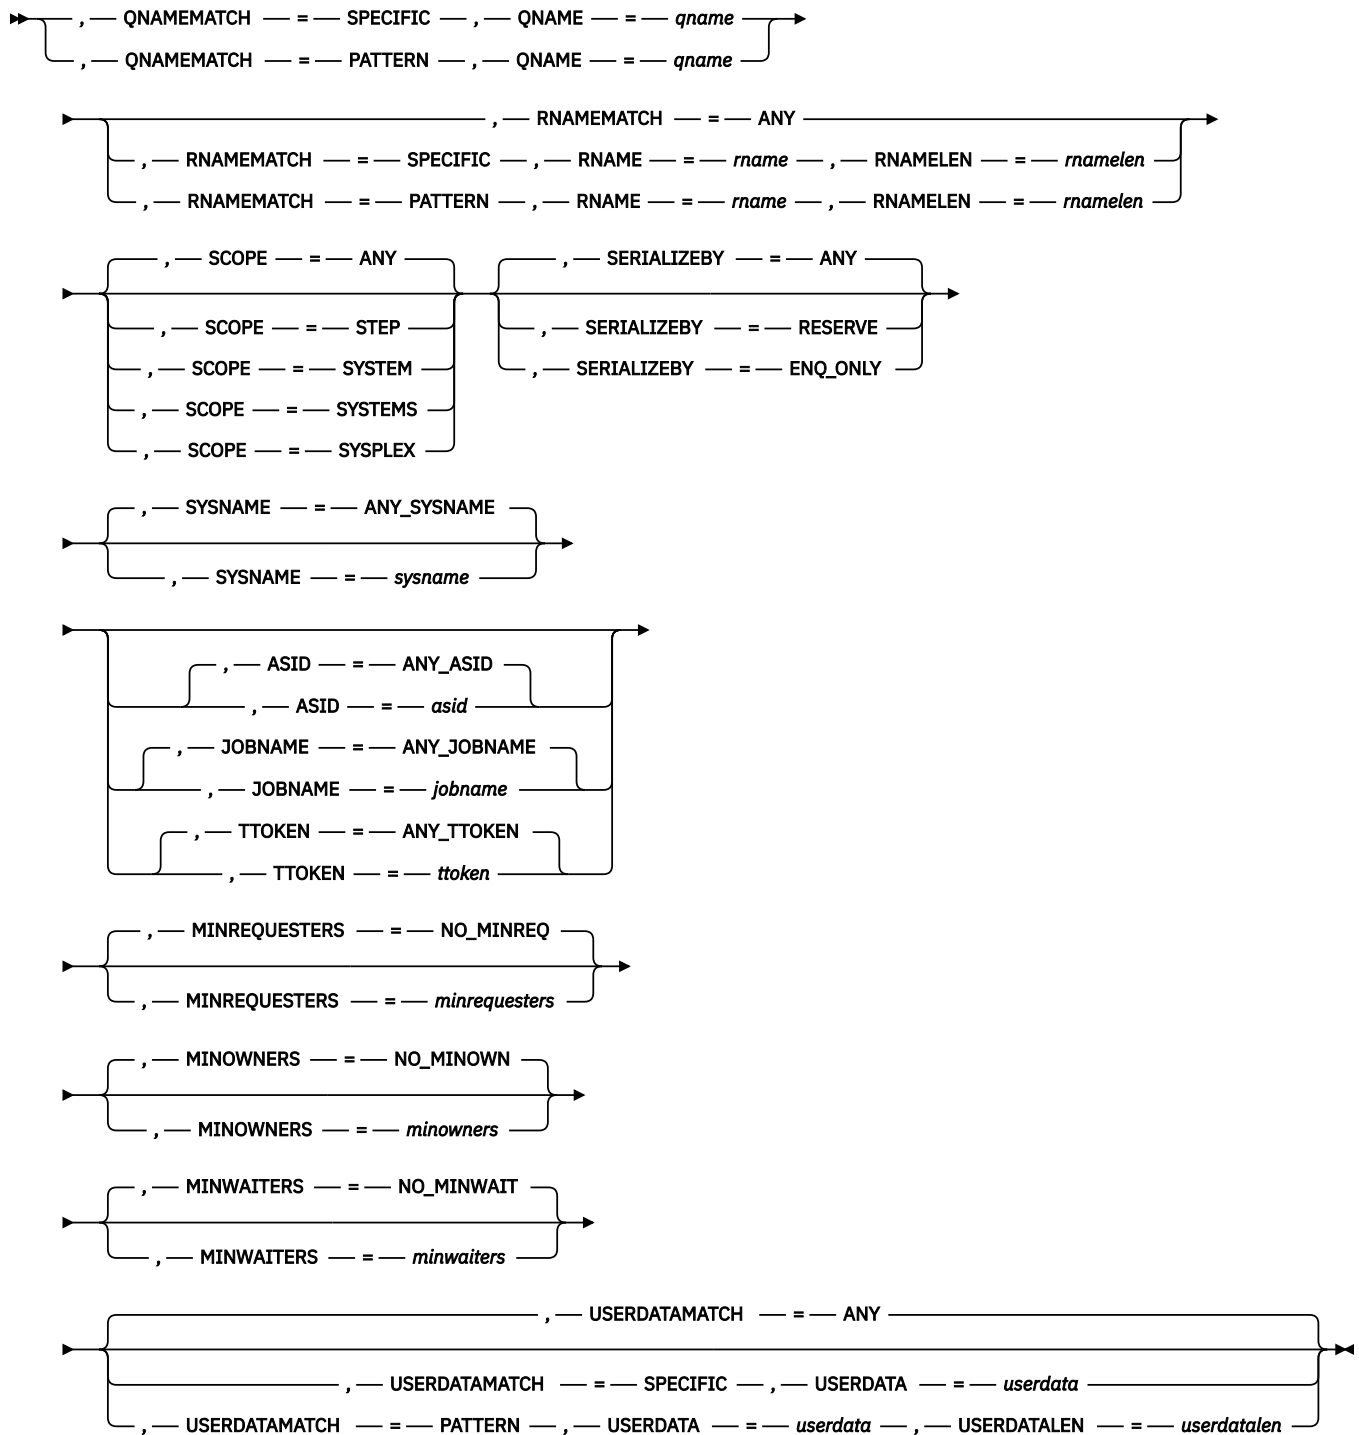 , QNAMEMATCH = SPECIFIC , QNAME = qname
, QNAMEMATCH = PATTERN , QNAME = qname
, RNAMEMATCH = ANY
, RNAMEMATCH = SPECIFIC , RNAME = rname , RNAMELEN = rnamelen
, RNAMEMATCH = PATTERN , RNAME = rname , RNAMELEN = rnamelen
, SCOPE = ANY , SERIALIZEBY = ANY
, SCOPE = STEP , SERIALIZEBY = RESERVE
, SCOPE = SYSTEM , SERIALIZEBY = ENQ_ONLY
, SCOPE = SYSTEMS
, SCOPE = SYSPLEX
, SYSNAME = ANY_SYSNAME
, SYSNAME = sysname
, ASID = ANY_ASID
, ASID = asid
, JOBNAME = ANY_JOBNAME
, JOBNAME = jobname
, TTOKEN = ANY_TTOKEN
, TTOKEN = ttoken
, MINREQUESTERS = NO_MINREQ
, MINREQUESTERS = minrequesters
, MINOWNERS = NO_MINOWN
, MINOWNERS = minowners
, MINWAITERS = NO_MINWAIT
, MINWAITERS = minwaiters
, USERDATAMATCH = ANY
, USERDATAMATCH = SPECIFIC , USERDATA = userdata
, USERDATAMATCH = PATTERN , USERDATA = userdata , USERDATALEN = userdatalen